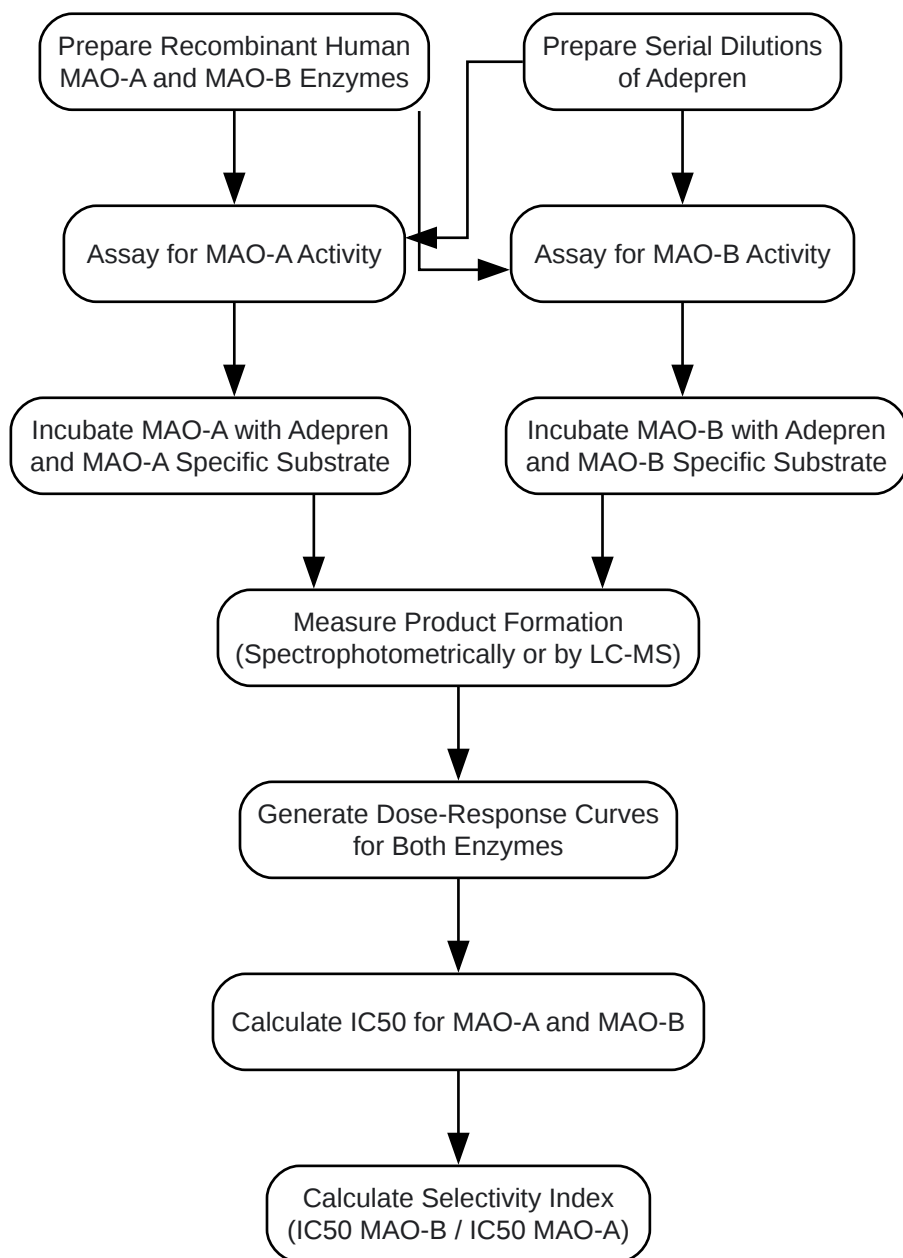 Prepare Recombinant Human
MAO-A and MAO-B Enzymes
Prepare Serial Dilutions
of Adepren
Assay for MAO-A Activity
Assay for MAO-B Activity
Incubate MAO-A with Adepren
and MAO-A Specific Substrate
Incubate MAO-B with Adepren
and MAO-B Specific Substrate
Measure Product Formation
(Spectrophotometrically or by LC-MS)
Generate Dose-Response Curves
for Both Enzymes
Calculate IC50 for MAO-A and MAO-B
Calculate Selectivity Index
(IC50 MAO-B / IC50 MAO-A)